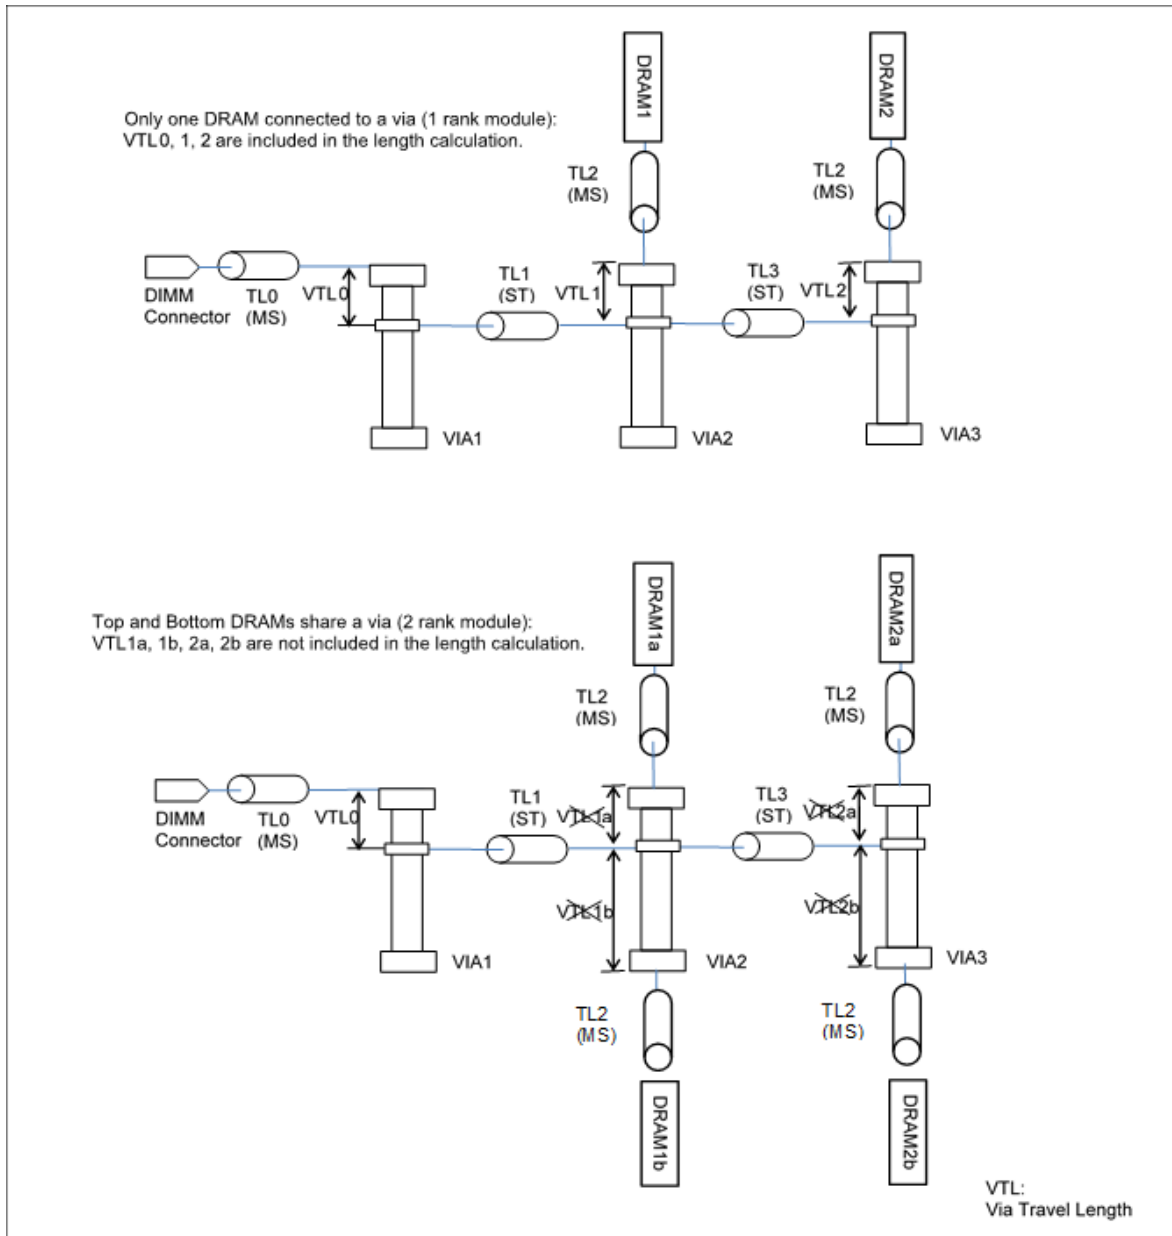 DRAM1
DRAM2
Only one DRAM connected to a via (1 rank module):
VTL0, 1, 2 are included in the length calculation.
TL2
(MS)
TL2
(MS)
DIMM
Connector
TL0
(MS)
VTL0
TL1
(ST)
VTL1
TL3
(ST)
VTL2
VIA1
VIA2
VIA3
DRAM1a
DRAM2a
Top and Bottom DRAMs share a via (2 rank module):
VTL1a, 1b, 2a, 2b are not included in the length calculation.
TL2
(MS)
TL2
(MS)
DIMM
Connector
TL0
(MS)
VTL0
TL1
(ST)
VTL1a
TL3
(ST)
VTL2a
VTL1b
VTL2b
VIA1
VIA2
VIA3
TL2
(MS)
TL2
(MS)
DRAM1b
DRAM2b
VTL:
Via Travel Length